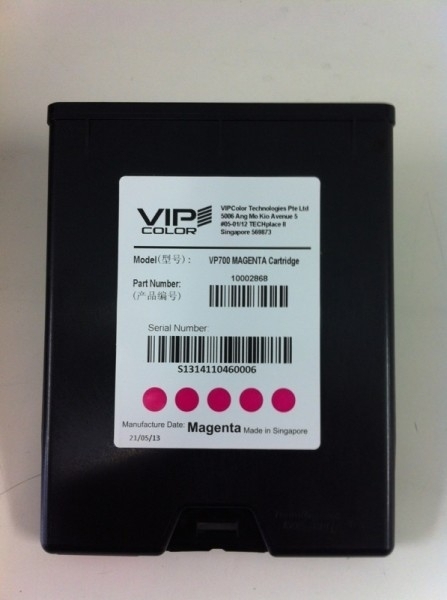 VIP
COLOR
VIPColor Technologies Pte Ltd
5006 Ang Mo Kio Avenue 5
#05-01/12 TECHplace II
Singapore 569873
Model(型号): VP700 MAGENTA Cartridge
Part Number: 10002868
(产品编号)
Serial Number
S1314110460006
Manufacture Date: Magenta Made in Singapore
21/05/13